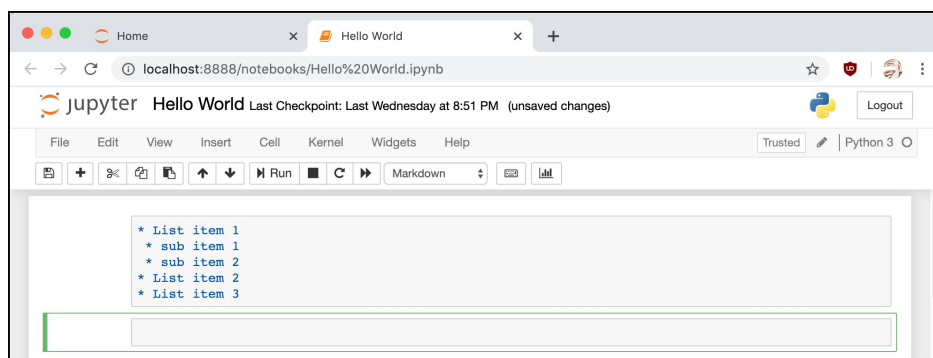 Home × Hello World × +
localhost:8888/notebooks/Hello%20World.ipynb
jupyter Hello World Last Checkpoint: Last Wednesday at 8:51 PM (unsaved changes) Logout
File Edit View Insert Cell Kernel Widgets Help Trusted Python 3
Run Markdown
* List item 1
 * sub item 1
 * sub item 2
* List item 2
* List item 3